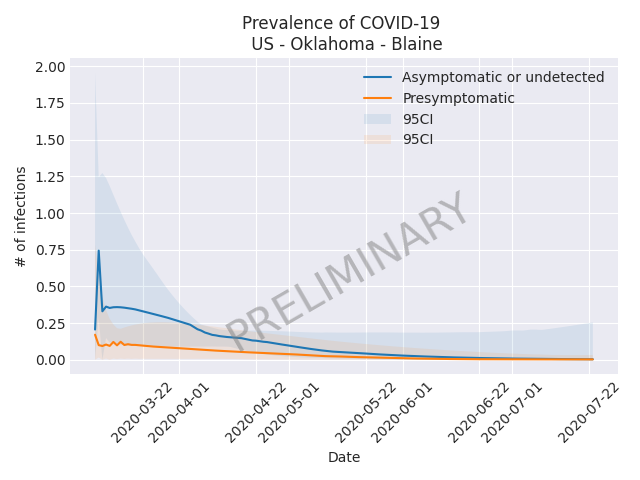 Prevalence of COVID-19
US - Oklahoma - Blaine
2.00
1.75
1.50
1.25
1.00
0.75
0.50
0.25
0.00
# of infections
Asymptomatic or undetected
Presymptomatic
95CI
95CI
PRELIMINARY
2020-03-22
2020-04-01
2020-04-22
2020-05-01
2020-05-22
2020-06-01
2020-06-22
2020-07-01
2020-07-22
Date